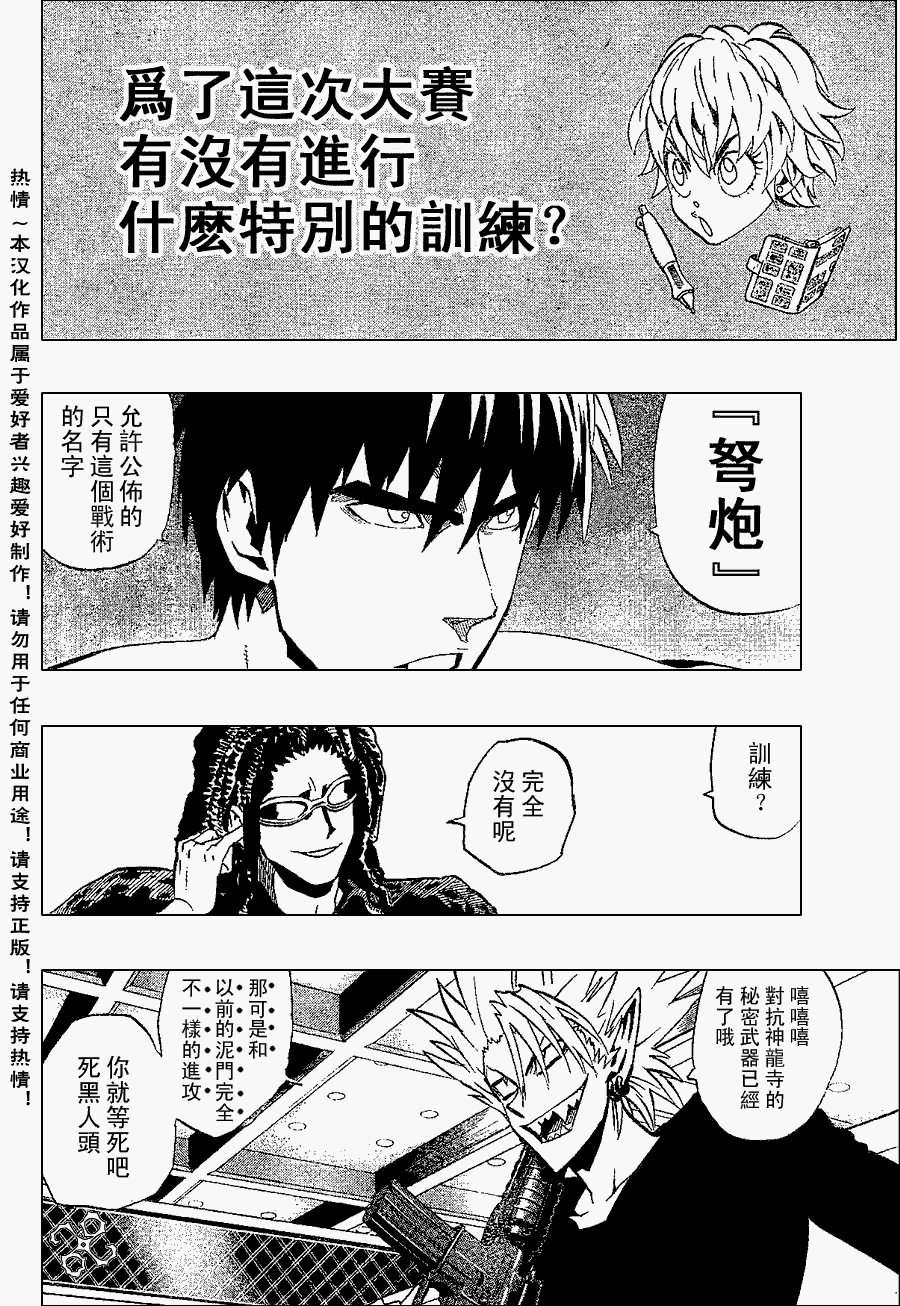 爲了這次大賽
有沒有進行
什麽特別的訓練？
『弩炮』
允許公佈的
只有這個戰術
的名字
訓練？
完全
沒有呢
嘻嘻嘻
對抗神龍寺的
秘密武器已經
有了哦
那可是和
以前的泥門完全
不一樣的進攻
你就等死吧
死黑人頭
热情～本汉化作品属于爱好者兴趣爱好制作！请勿用于任何商业用途！请支持正版！请支持热情！